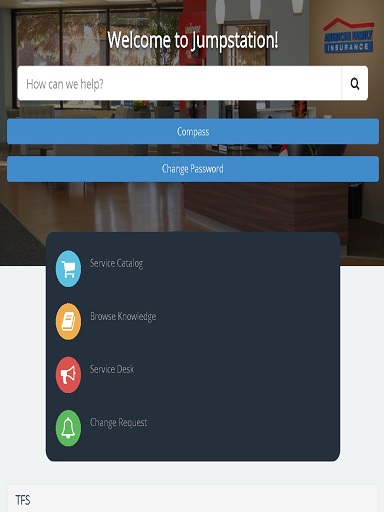 Welcome to Jumpstation!
AMERICAN FAMILY
INSURANCE
How can we help?
Compass
Change Password
Service Catalog
Browse Knowledge
Service Desk
Change Request
TFS